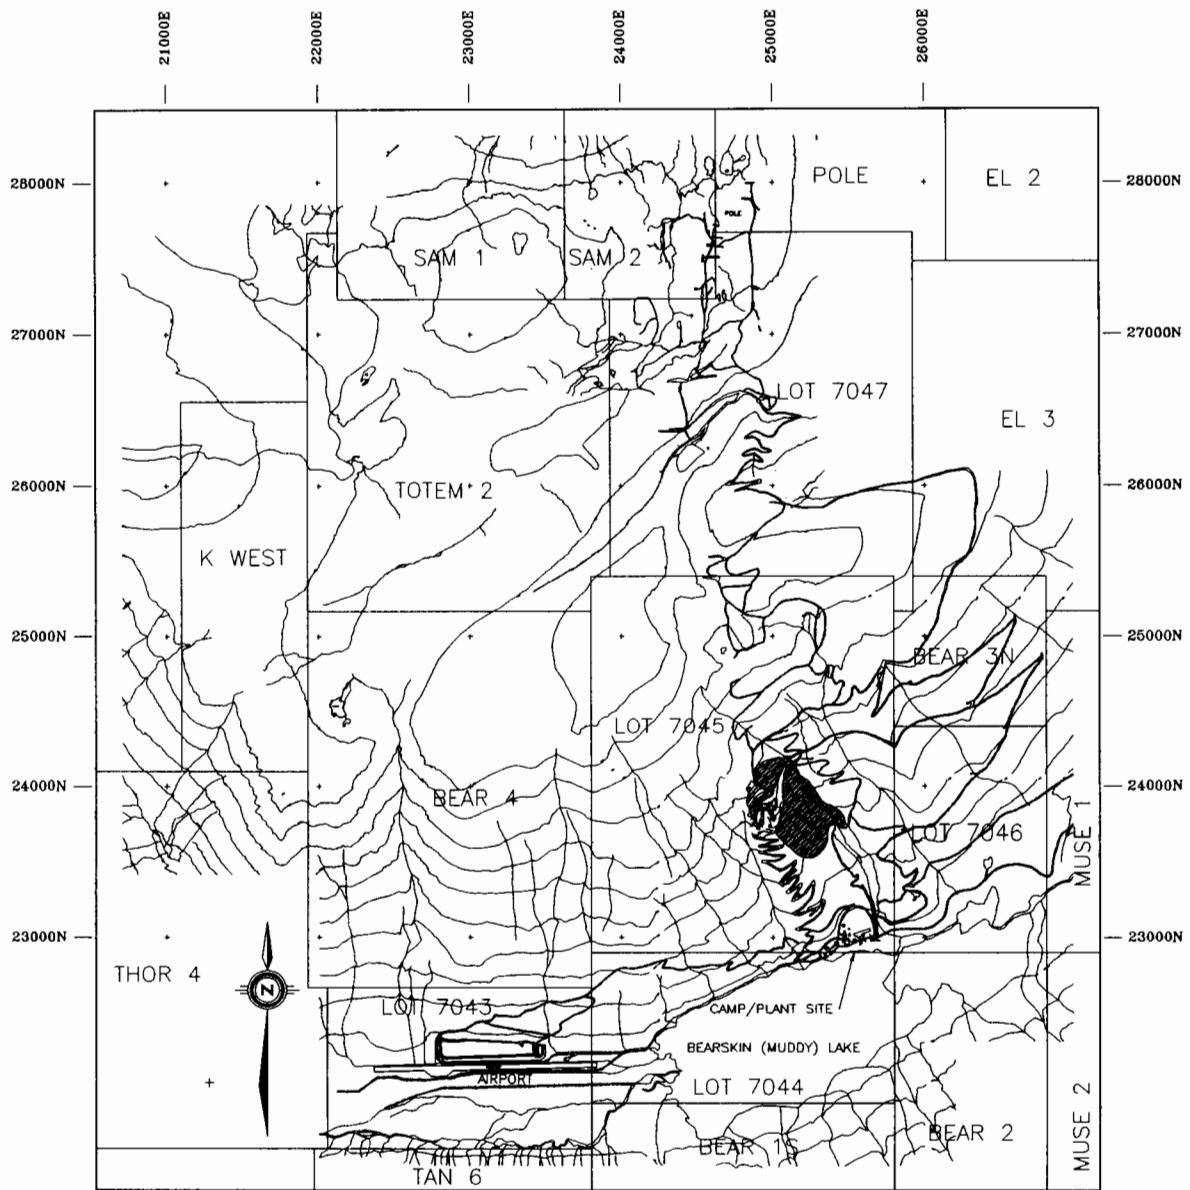 21000E
22000E
23000E
24000E
25000E
26000E
28000N
POLE
EL 2
28000N
POLE
SAM 1
SAM 2
27000N
27000N
LOT 7047
EL 3
26000N
TOTEM 2
26000N
K WEST
25000N
25000N
BEAR 3N
LOT 7045
24000N
BEAR 4
24000N
LOT 7046
MUSE 1
23000N
23000N
THOR 4
N
LOT 7043
CAMP/PLANT SITE
BEARSKIN (MUDDY) LAKE
AIRPORT
LOT 7044
BEAR 2
MUSE 2
BEAR 1S
TAN 6